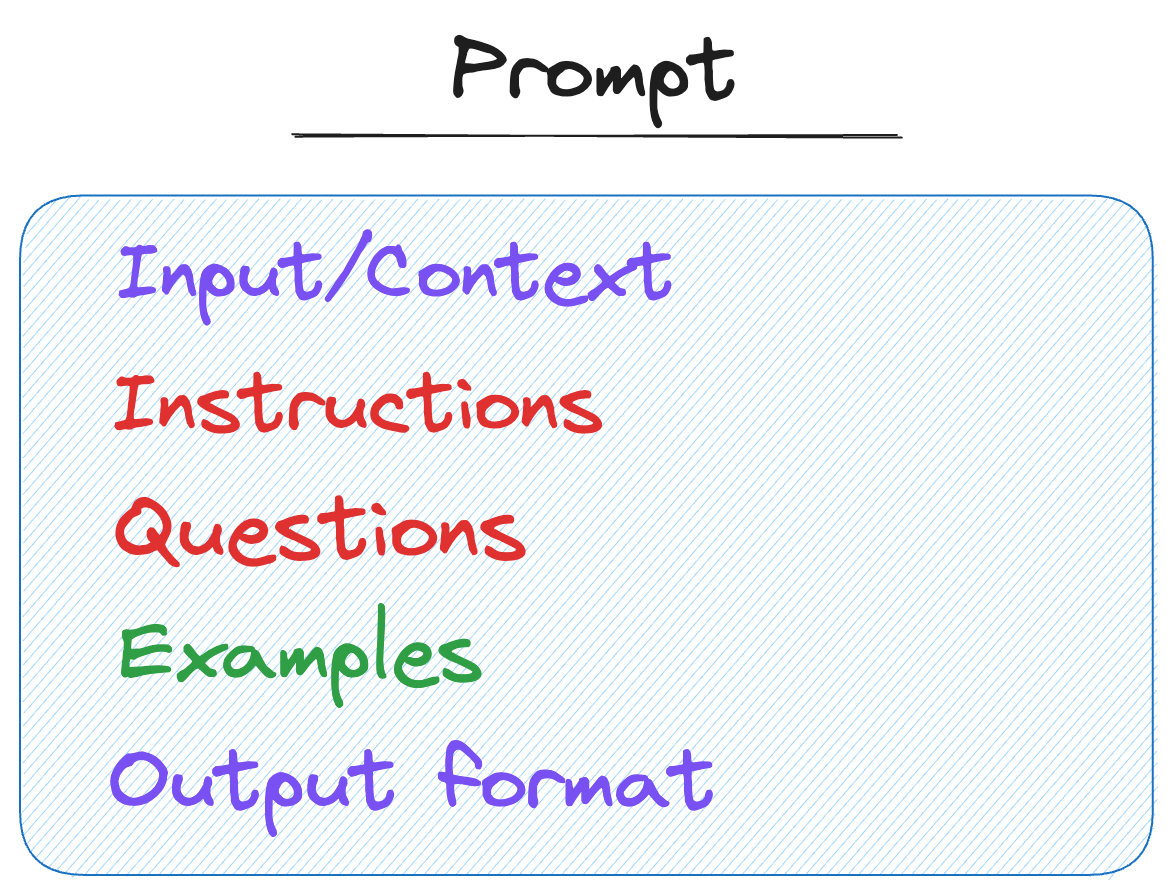 Prompt
Input/Context
Instructions
Questions
Examples
Output format